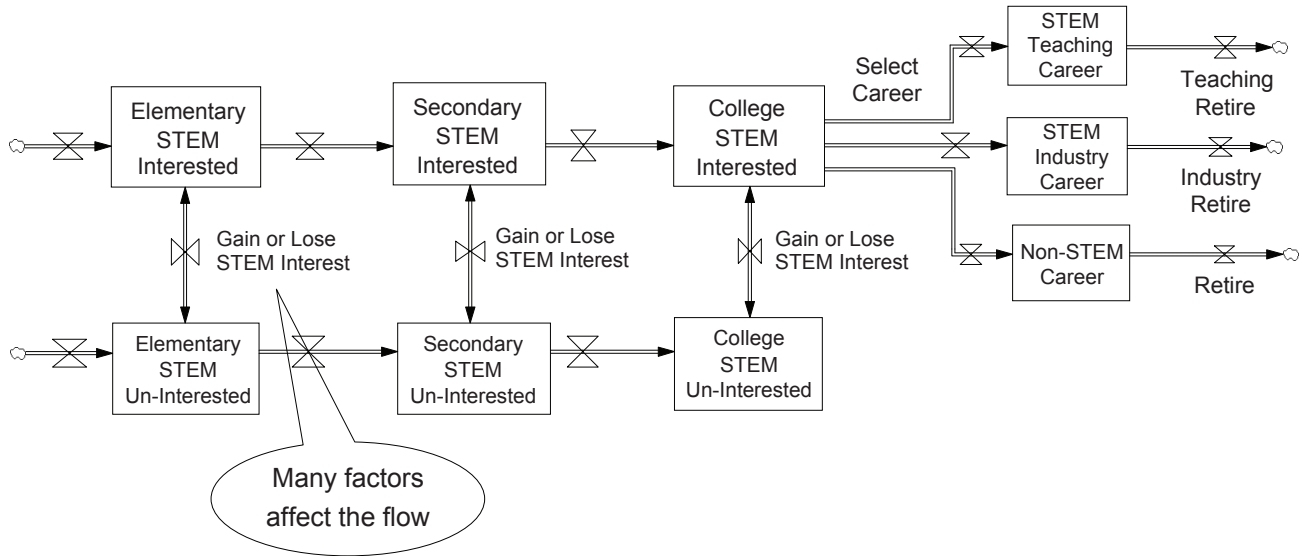 STEM
Teaching
Career
Select
Career
Teaching
Retire
Elementary
STEM
Interested
Secondary
STEM
Interested
College
STEM
Interested
STEM
Industry
Career
Industry
Retire
Gain or Lose
STEM Interest
Gain or Lose
STEM Interest
Gain or Lose
STEM Interest
Non-STEM
Career
Retire
Elementary
STEM
Un-Interested
Secondary
STEM
Un-Interested
College
STEM
Un-Interested
Many factors
affect the flow